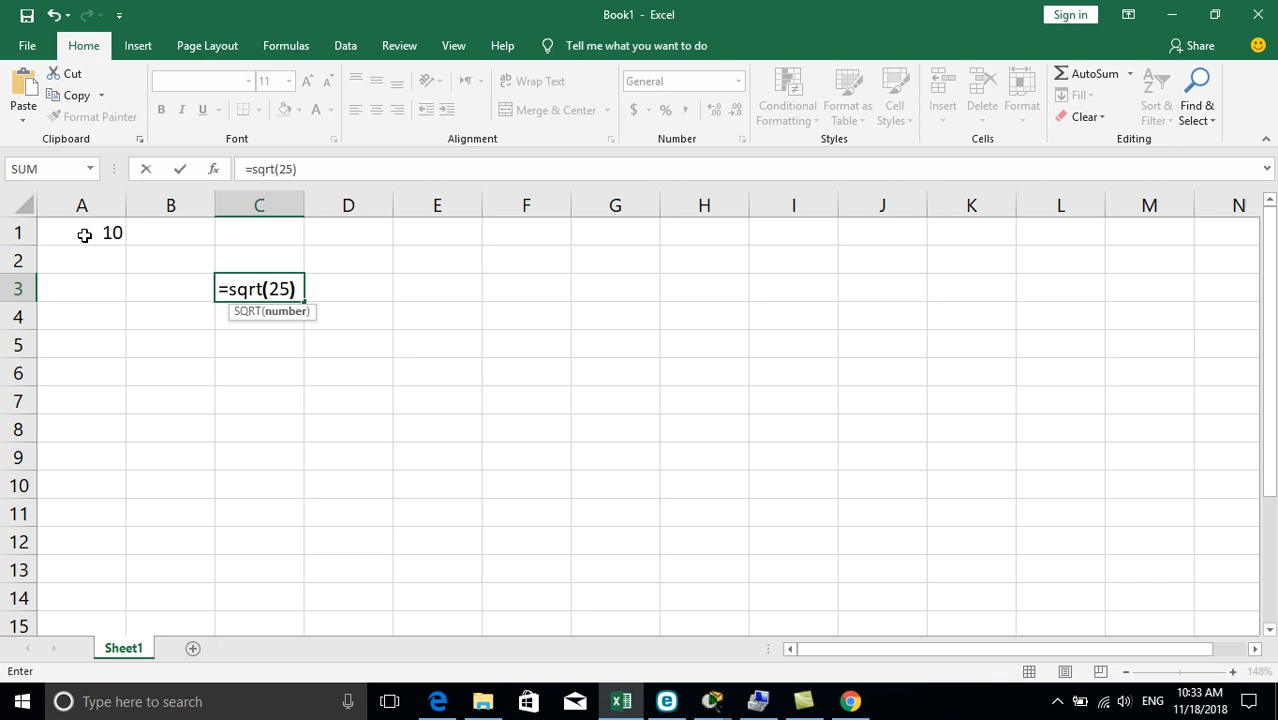 Book1 - Excel
Sign in
File Home Insert Page Layout Formulas Data Review View Help Tell me what you want to do Share
Paste
Cut
Copy
Format Painter
Clipboard
11
B I U A
Font
Wrap Text
Merge & Center
Alignment
General
$ % ,
Number
Conditional Formatting
Format as Table
Cell Styles
Styles
Insert
Delete
Format
Cells
AutoSum
Fill
Clear
Sort & Filter
Find & Select
Editing
SUM fx =sqrt(25)
A B C D E F G H I J K L M N
1 10
2
3 =sqrt(25)
SQRT(number)
4
5
6
7
8
9
10
11
12
13
14
15
Sheet1
Enter 148%
Type here to search
ENG
10:33 AM
11/18/2018